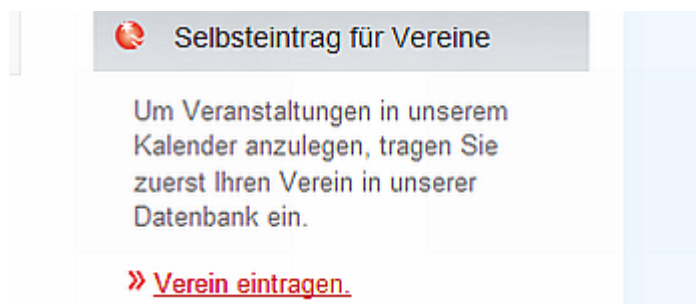 Selbsteintrag für Vereine
Um Veranstaltungen in unserem
Kalender anzulegen, tragen Sie
zuerst Ihren Verein in unserer
Datenbank ein.
» Verein eintragen.